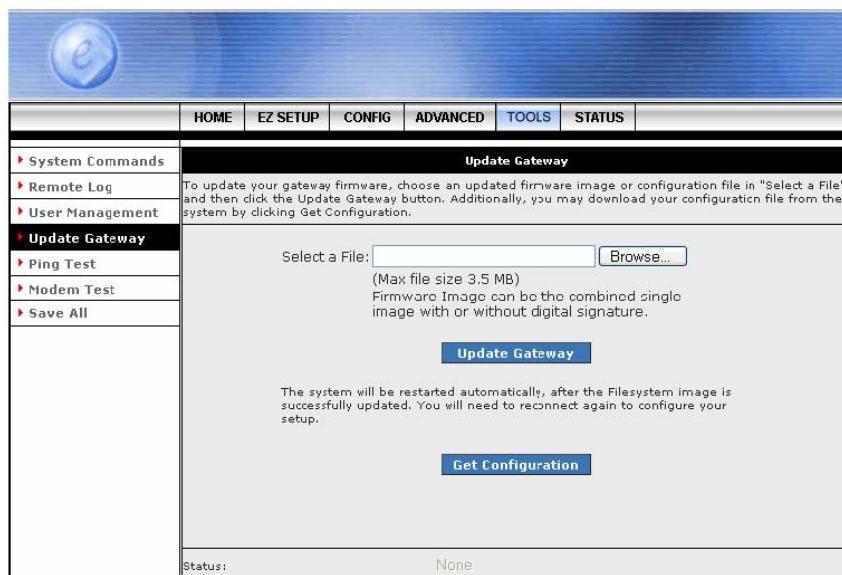 e
HOME EZ SETUP CONFIG ADVANCED TOOLS STATUS
System Commands
Remote Log
User Management
Update Gateway
Ping Test
Modem Test
Save All
Update Gateway
To update your gateway firmware, choose an updated firmware image or configuration file in "Select a File"
and then click the Update Gateway button. Additionally, you may download your configuration file from the
system by clicking Get Configuration.
Select a File: Browse...
(Max file size 3.5 MB)
Firmware Image can be the combined single
image with or without digital signature.
Update Gateway
The system will be restarted automatically, after the Filesystem image is
successfully updated. You will need to reconnect again to configure your
setup.
Get Configuration
Status: None